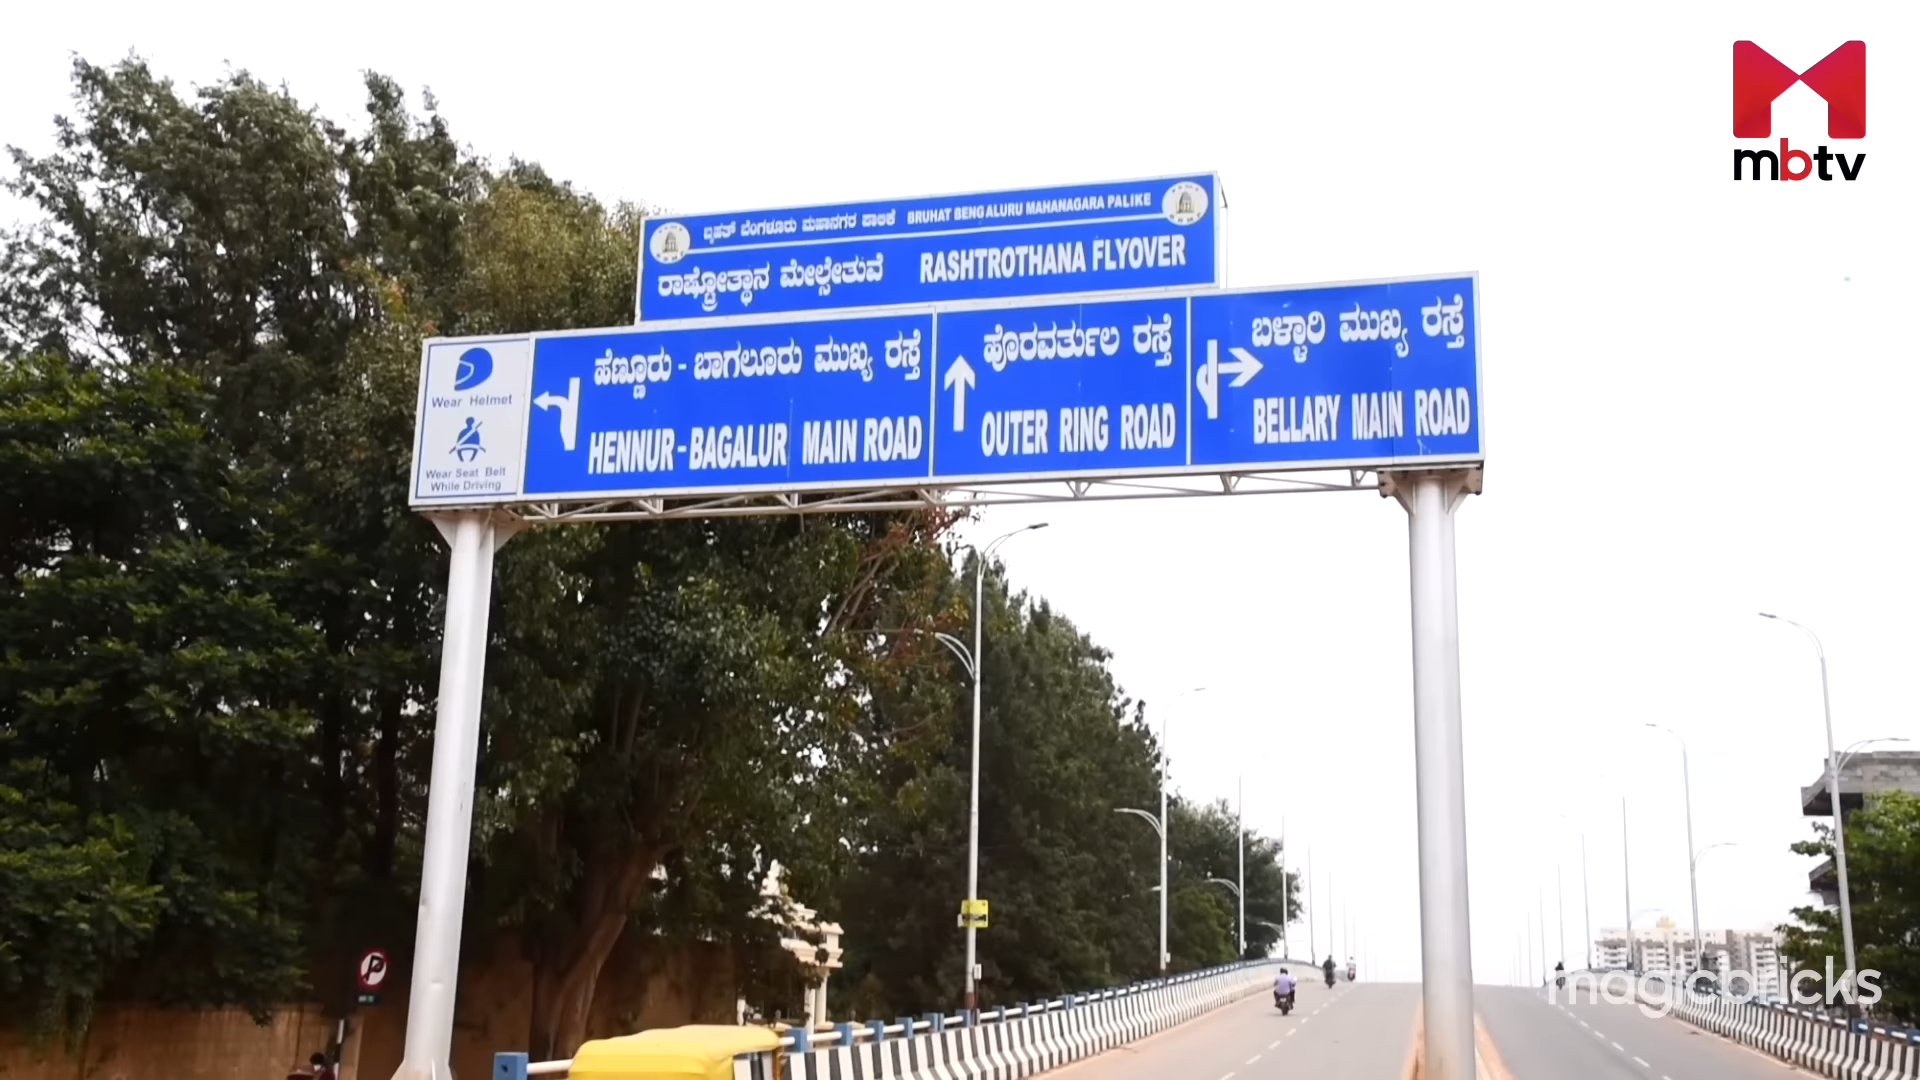 mbtv
ಬೃಹತ್ ಬೆಂಗಳೂರು ಮಹಾನಗರ ಪಾಲಿಕೆ BRUHAT BENGALURU MAHANAGARA PALIKE
ರಾಷ್ಟ್ರೋತ್ಥಾನ ಮೇಲ್ಸೇತುವೆ RASHTROTHANA FLYOVER
Wear Helmet
Wear Seat Belt
While Driving
ಹೆಣ್ಣೂರು - ಬಾಗಲೂರು ಮುಖ್ಯ ರಸ್ತೆ
HENNUR - BAGALUR MAIN ROAD
ಹೊರವರ್ತುಲ ರಸ್ತೆ
OUTER RING ROAD
ಬಳ್ಳಾರಿ ಮುಖ್ಯ ರಸ್ತೆ
BELLARY MAIN ROAD
magicbricks